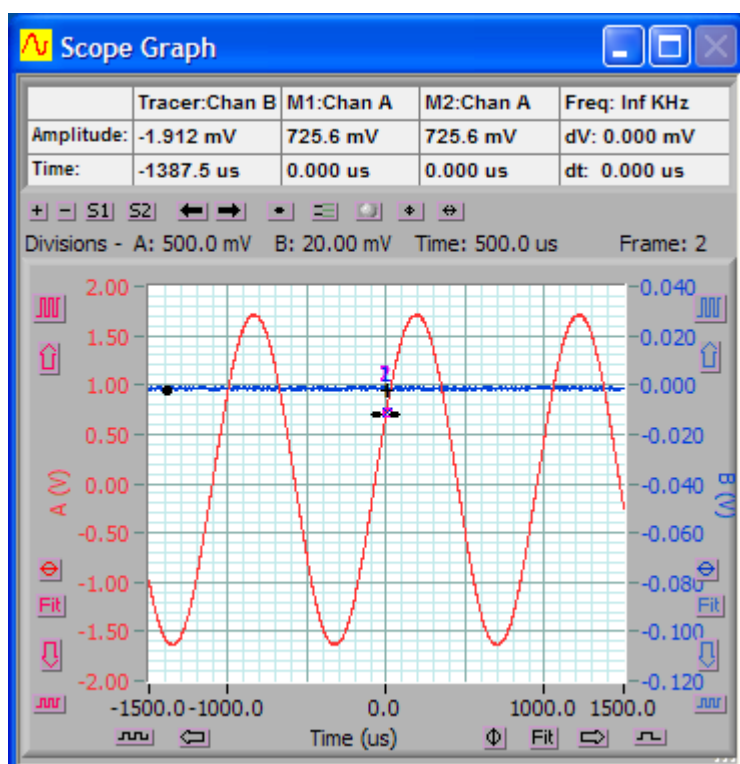 Scope Graph
Tracer:Chan B M1:Chan A M2:Chan A Freq: Inf KHz
Amplitude: -1.912 mV 725.6 mV 725.6 mV dV: 0.000 mV
Time: -1387.5 us 0.000 us 0.000 us dt: 0.000 us
+ - S1 S2
Divisions - A: 500.0 mV B: 20.00 mV Time: 500.0 us Frame: 2
2.00 -0.040
1.50 -0.020
2
1.00 -0.000
0.50 -0.020
0.00 -0.040
A (V) B (V)
-0.50 -0.060
-1.00 -0.080
Fit Fit
-1.50 -0.100
-2.00 -0.120
-1500.0 -1000.0 0.0 1000.0 1500.0
Time (us) Φ Fit